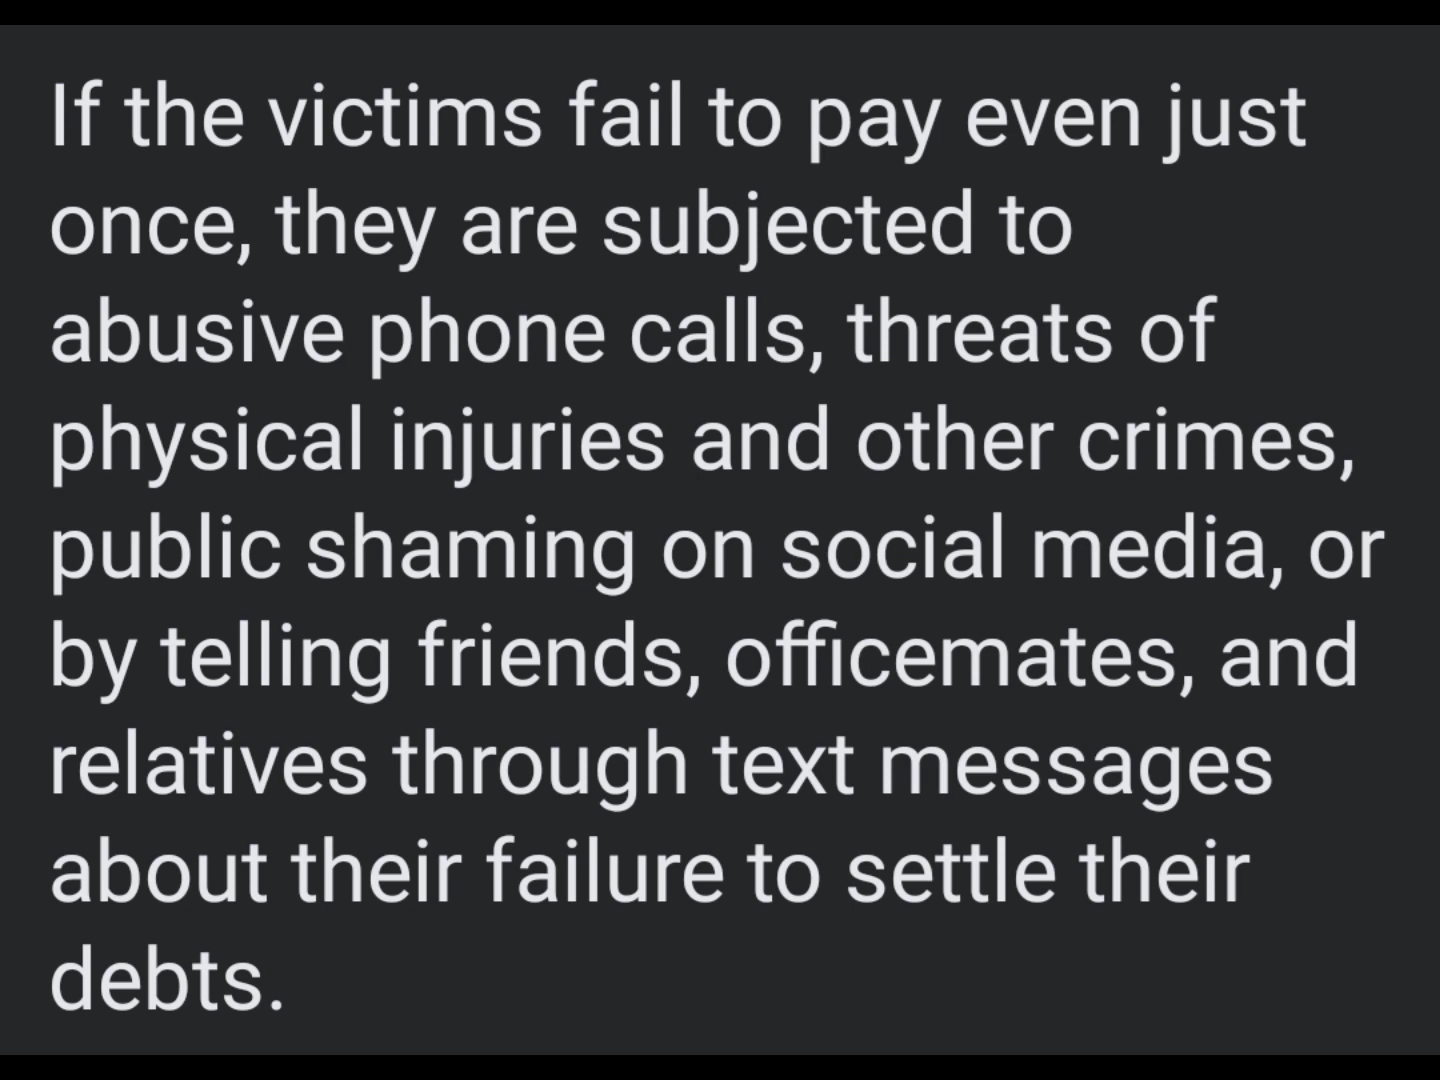 If the victims fail to pay even just
once, they are subjected to
abusive phone calls, threats of
physical injuries and other crimes,
public shaming on social media, or
by telling friends, officemates, and
relatives through text messages
about their failure to settle their
debts.